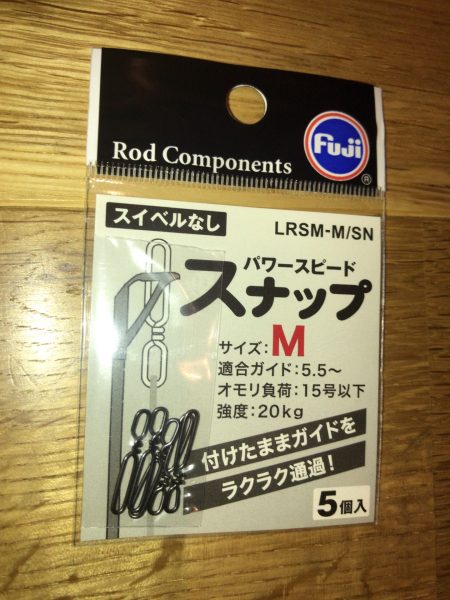 Fuji
®
Rod Components
スイベルなし
LRSM-M/SN
パワースピード
スナップ
サイズ:M
適合ガイド:5.5~
オモリ負荷:15号以下
強度:20kg
付けたままガイドを
ラクラク通過!
5個入